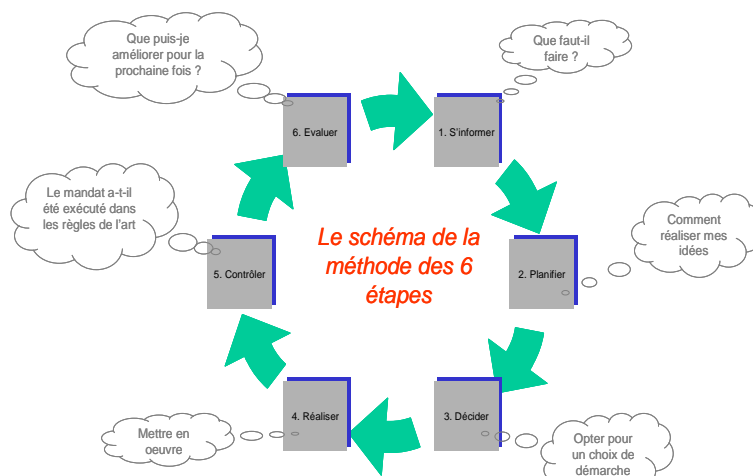 Que puis-je
améliorer pour la
prochaine fois ?
Que faut-il
faire ?
6. Evaluer
1. S'informer
Le mandat a-t-il
été exécuté dans
les règles de l'art
Le schéma de la
méthode des 6
étapes
Comment
réaliser mes
idées
5. Contrôler
2. Planifier
4. Réaliser
3. Décider
Mettre en
oeuvre
Opter pour
un choix de
démarche